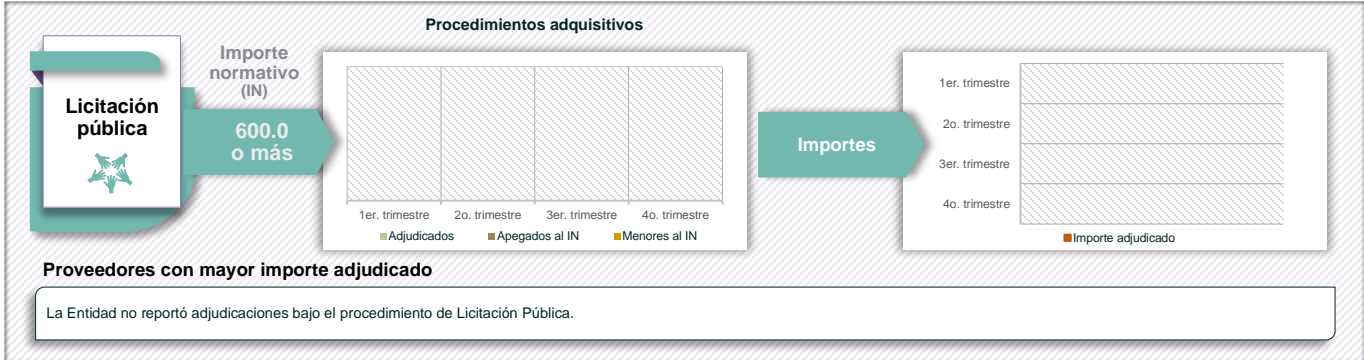 Procedimientos adquisitivos
Licitación
pública
Importe
normativo
(IN)
600.0
o más
1er. trimestre 2o. trimestre 3er. trimestre 4o. trimestre
Adjudicados Apegados al IN Menores al IN
Importes
1er. trimestre
2o. trimestre
3er. trimestre
4o. trimestre
Importe adjudicado
Proveedores con mayor importe adjudicado
La Entidad no reportó adjudicaciones bajo el procedimiento de Licitación Pública.